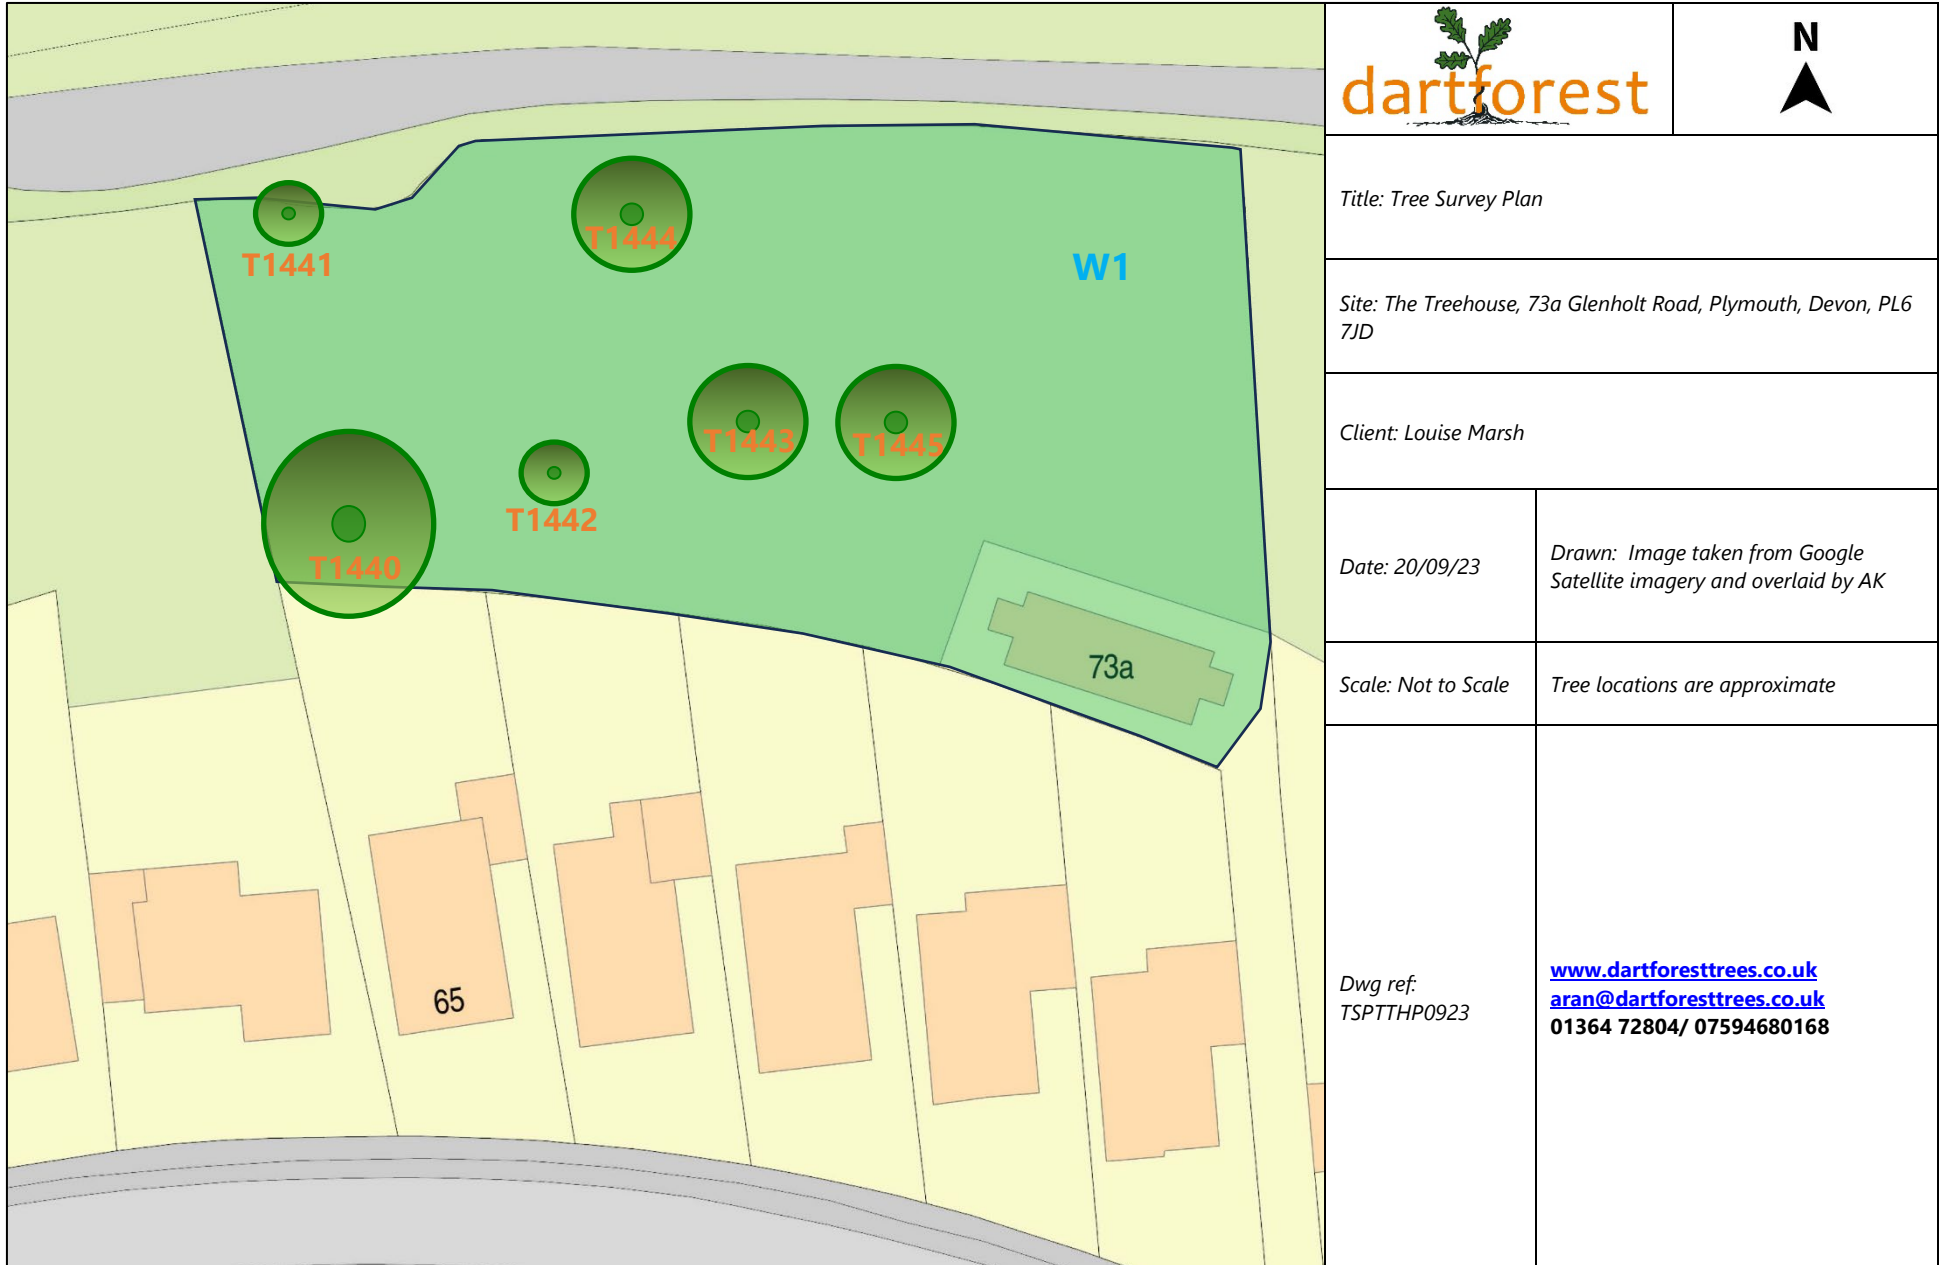 T1441
T1444
W1
T1443
T1445
T1442
T1440
73a
65
dartforest
N
Title: Tree Survey Plan
Site: The Treehouse, 73a Glenholt Road, Plymouth, Devon, PL6
7JD
Client: Louise Marsh
Date: 20/09/23
Drawn:  Image taken from Google
Satellite imagery and overlaid by AK
Scale: Not to Scale
Tree locations are approximate
Dwg ref:
TSPTTHP0923
www.dartforesttrees.co.uk
aran@dartforesttrees.co.uk
01364 72804/ 07594680168